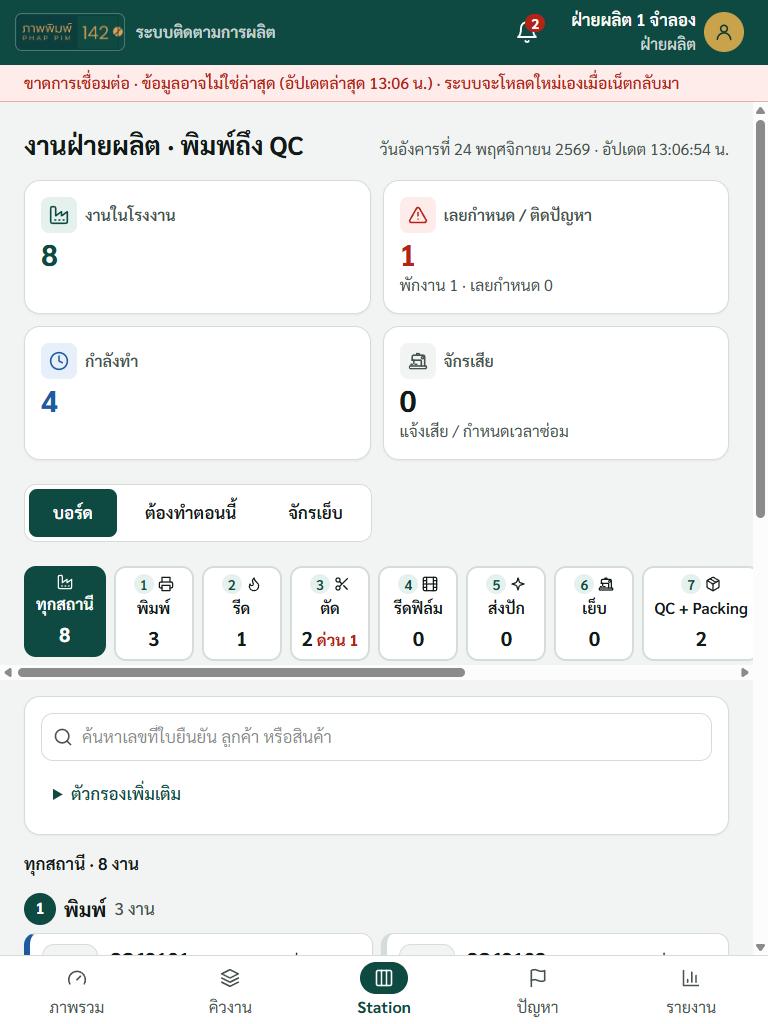 ภาพพิมพ์ 142
PHAP PIM
ระบบติดตามการผลิต
2
ฝ่ายผลิต 1 จำลอง
ฝ่ายผลิต
ขาดการเชื่อมต่อ · ข้อมูลอาจไม่ใช่ล่าสุด (อัปเดตล่าสุด 13:06 น.) · ระบบจะโหลดใหม่เองเมื่อเน็ตกลับมา
งานฝ่ายผลิต · พิมพ์ถึง QC
วันอังคารที่ 24 พฤศจิกายน 2569 · อัปเดต 13:06:54 น.
งานในโรงงาน
8
เลยกำหนด / ติดปัญหา
1
พักงาน 1 · เลยกำหนด 0
กำลังทำ
4
จักรเสีย
0
แจ้งเสีย / กำหนดเวลาซ่อม
บอร์ด
ต้องทำตอนนี้
จักรเย็บ
ทุกสถานี
8
1
พิมพ์
3
2
รีด
1
3
ตัด
2 ด่วน 1
4
รีดฟิล์ม
0
5
ส่งปัก
0
6
เย็บ
0
7
QC + Packing
2
ค้นหาเลขที่ใบยืนยัน ลูกค้า หรือสินค้า
ตัวกรองเพิ่มเติม
ทุกสถานี · 8 งาน
1 พิมพ์ 3 งาน
ภาพรวม
คิวงาน
Station
ปัญหา
รายงาน